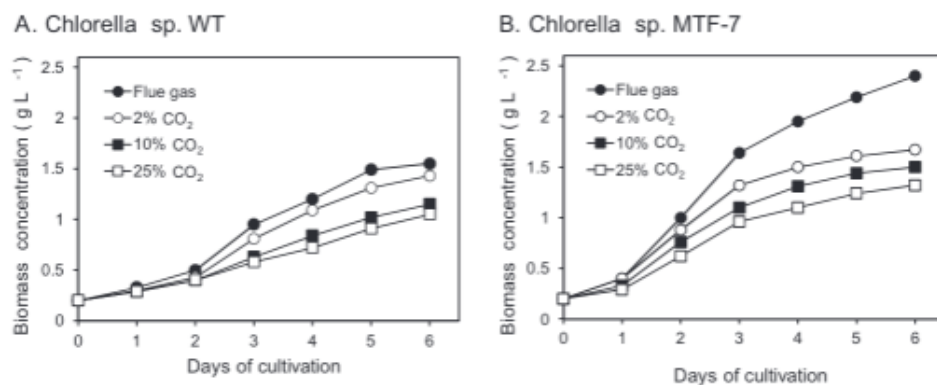 A. Chlorella sp. WT
Biomass concentration ( g L ⁻¹)
2.5
2
1.5
1
0.5
0
Flue gas
2% CO₂
10% CO₂
25% CO₂
0 1 2 3 4 5 6
Days of cultivation
B. Chlorella sp. MTF-7
Biomass concentration ( g L ⁻¹)
2.5
2
1.5
1
0.5
0
Flue gas
2% CO₂
10% CO₂
25% CO₂
0 1 2 3 4 5 6
Days of cultivation